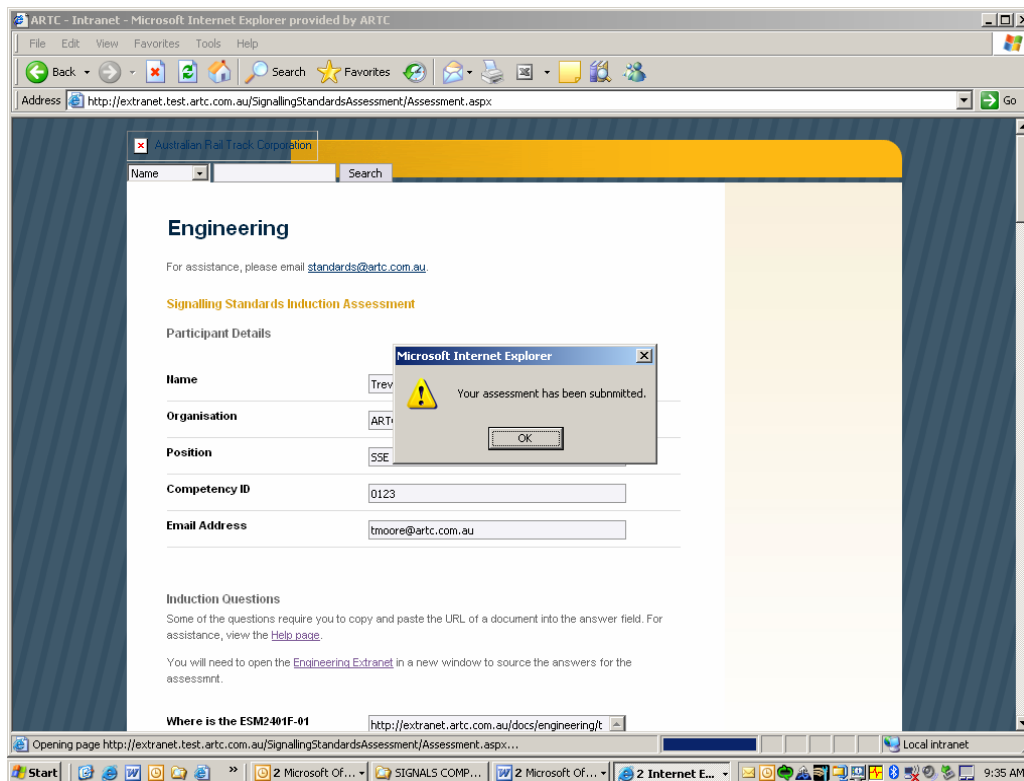 ARTC - Intranet - Microsoft Internet Explorer provided by ARTC
File Edit View Favorites Tools Help
Back Search Favorites
Address http://extranet.test.artc.com.au/SignallingStandardsAssessment/Assessment.aspx Go
Australian Rail Track Corporation
Name Search
Engineering
For assistance, please email standards@artc.com.au.
Signalling Standards Induction Assessment
Participant Details
Microsoft Internet Explorer
Your assessment has been subnmitted.
OK
Name Trev
Organisation ART
Position SSE
Competency ID 0123
Email Address tmoore@artc.com.au
Induction Questions
Some of the questions require you to copy and paste the URL of a document into the answer field. For
assistance, view the Help page.
You will need to open the Engineering Extranet in a new window to source the answers for the
assessmnt.
Where is the ESM2401F-01 http://extranet.artc.com.au/docs/engineering/t
Opening page http://extranet.test.artc.com.au/SignallingStandardsAssessment/Assessment.aspx... Local intranet
Start » 2 Microsoft Of... SIGNALS COMP... 2 Microsoft Of... 2 Internet E... 9:35 AM